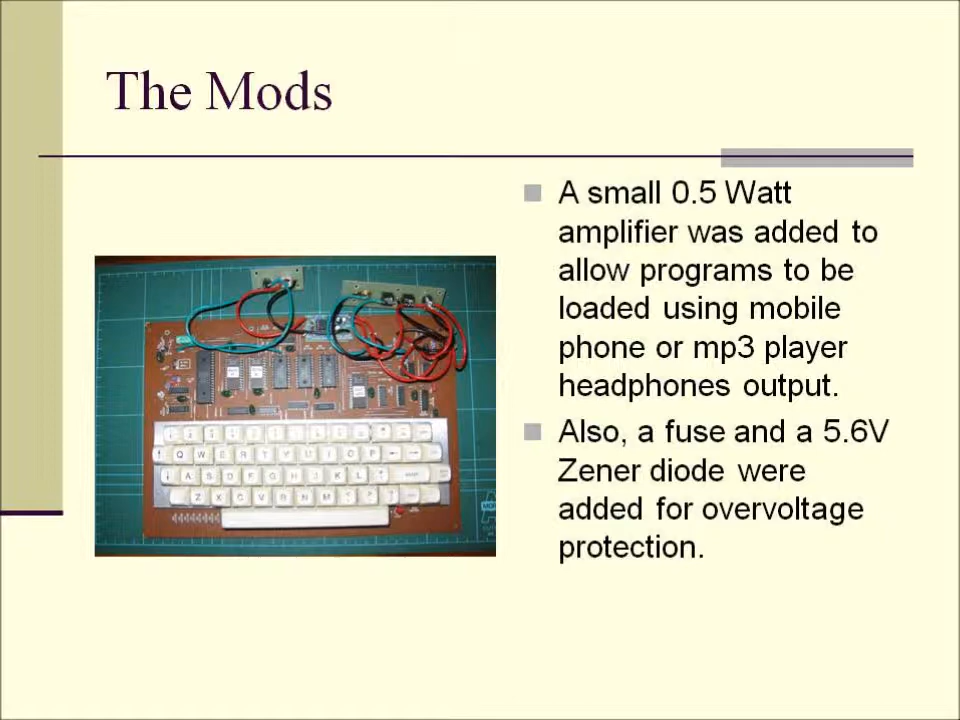 The Mods
A small 0.5 Watt
amplifier was added to
allow programs to be
loaded using mobile
phone or mp3 player
headphones output.
Also, a fuse and a 5.6V
Zener diode were
added for overvoltage
protection.
Q W E R T Y U I O P
A S D F G H J K L
Z X C V B N M